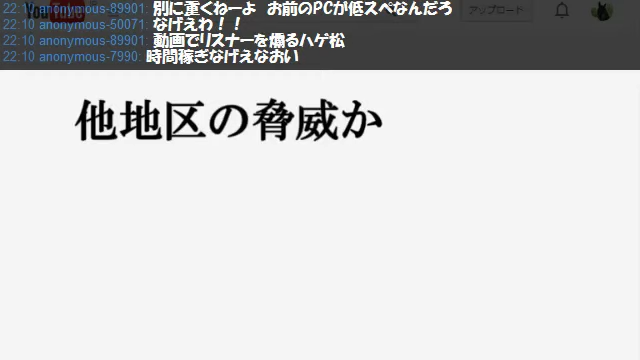 22:10 anonymous-89901: 別に重くねーよ　お前のPCが低スペなんだろ
22:10 anonymous-50071: なげえわ！！
22:10 anonymous-89901: 動画でリスナーを煽るハゲ松
22:10 anonymous-7990: 時間稼ぎなげえなおい
YouTube
アップロード
他地区の脅威か